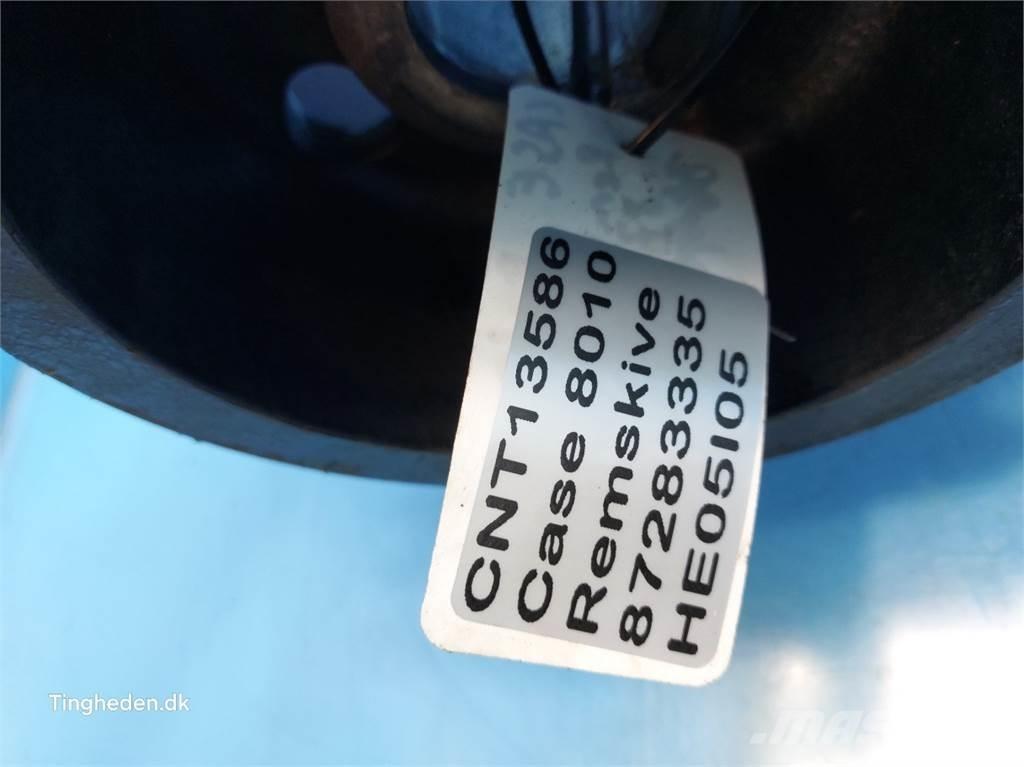 CNT13586
Case 8010
Remskive
87283335
HE05I05
Tingheden.dk